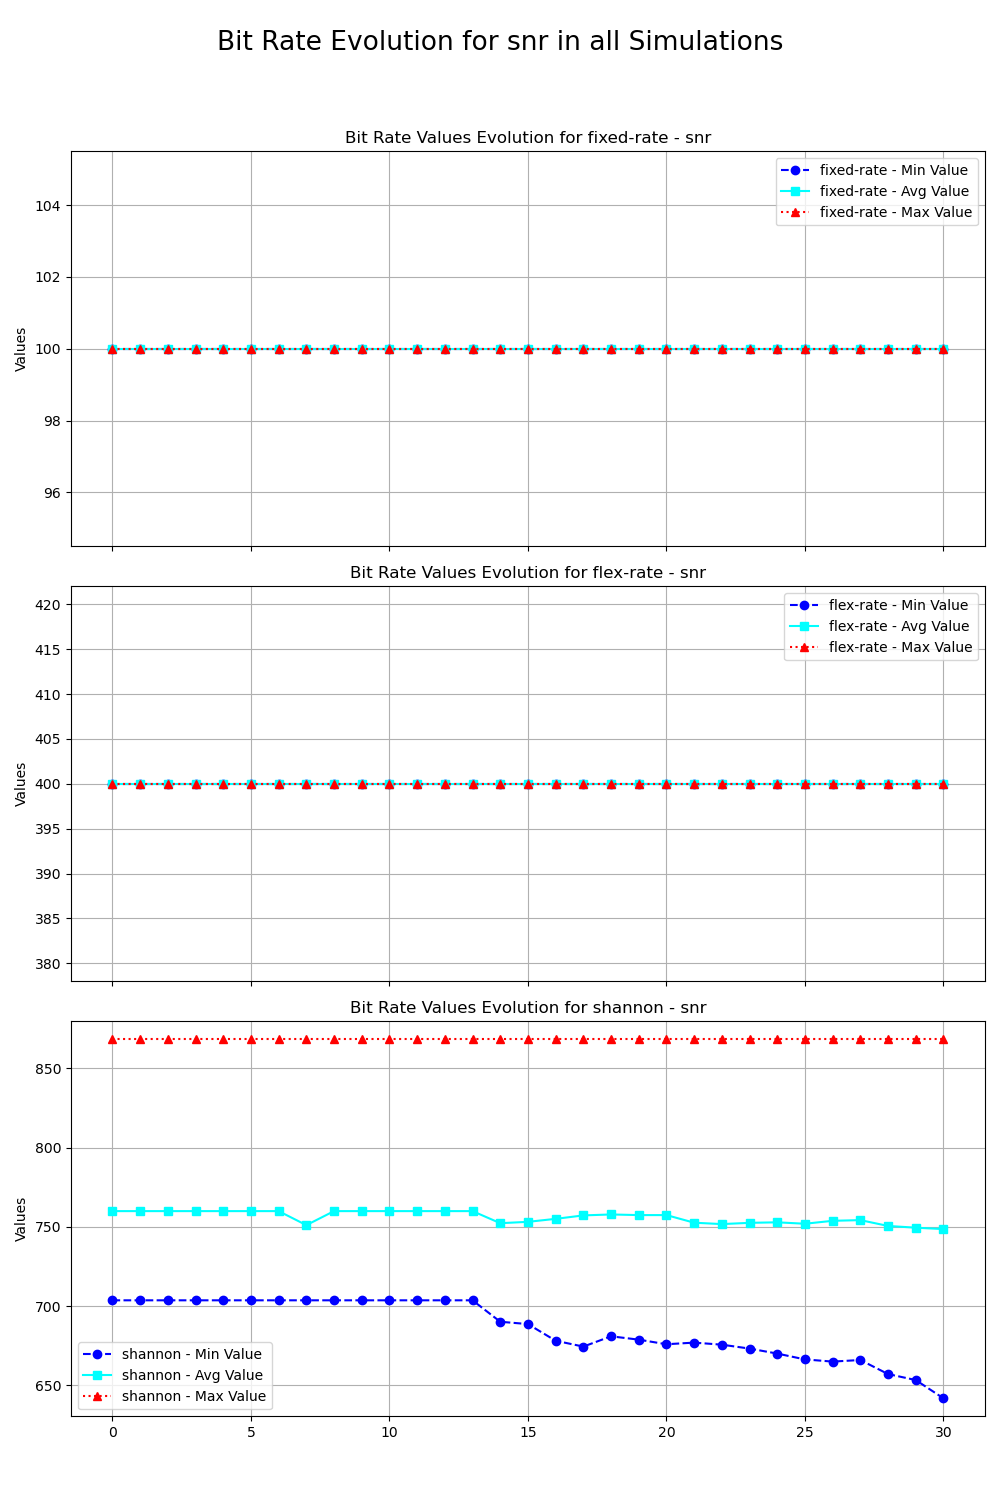 Bit Rate Evolution for snr in all Simulations
Bit Rate Values Evolution for fixed-rate - snr
fixed-rate - Min Value
fixed-rate - Avg Value
fixed-rate - Max Value
104
102
100
98
96
Values
Bit Rate Values Evolution for flex-rate - snr
flex-rate - Min Value
flex-rate - Avg Value
flex-rate - Max Value
420
415
410
405
400
395
390
385
380
Values
Bit Rate Values Evolution for shannon - snr
850
800
750
700
650
Values
shannon - Min Value
shannon - Avg Value
shannon - Max Value
0 5 10 15 20 25 30